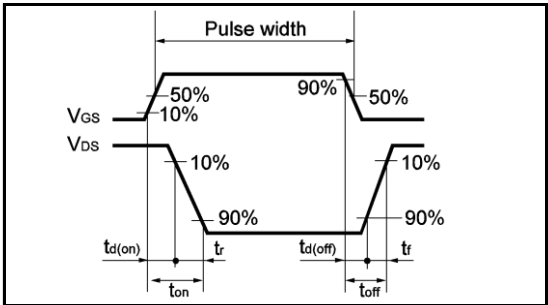 Pulse width
90%
50% 50%
10%
VGS
VDS
10% 10%
90% 90%
td(on) tr td(off) tf
ton toff